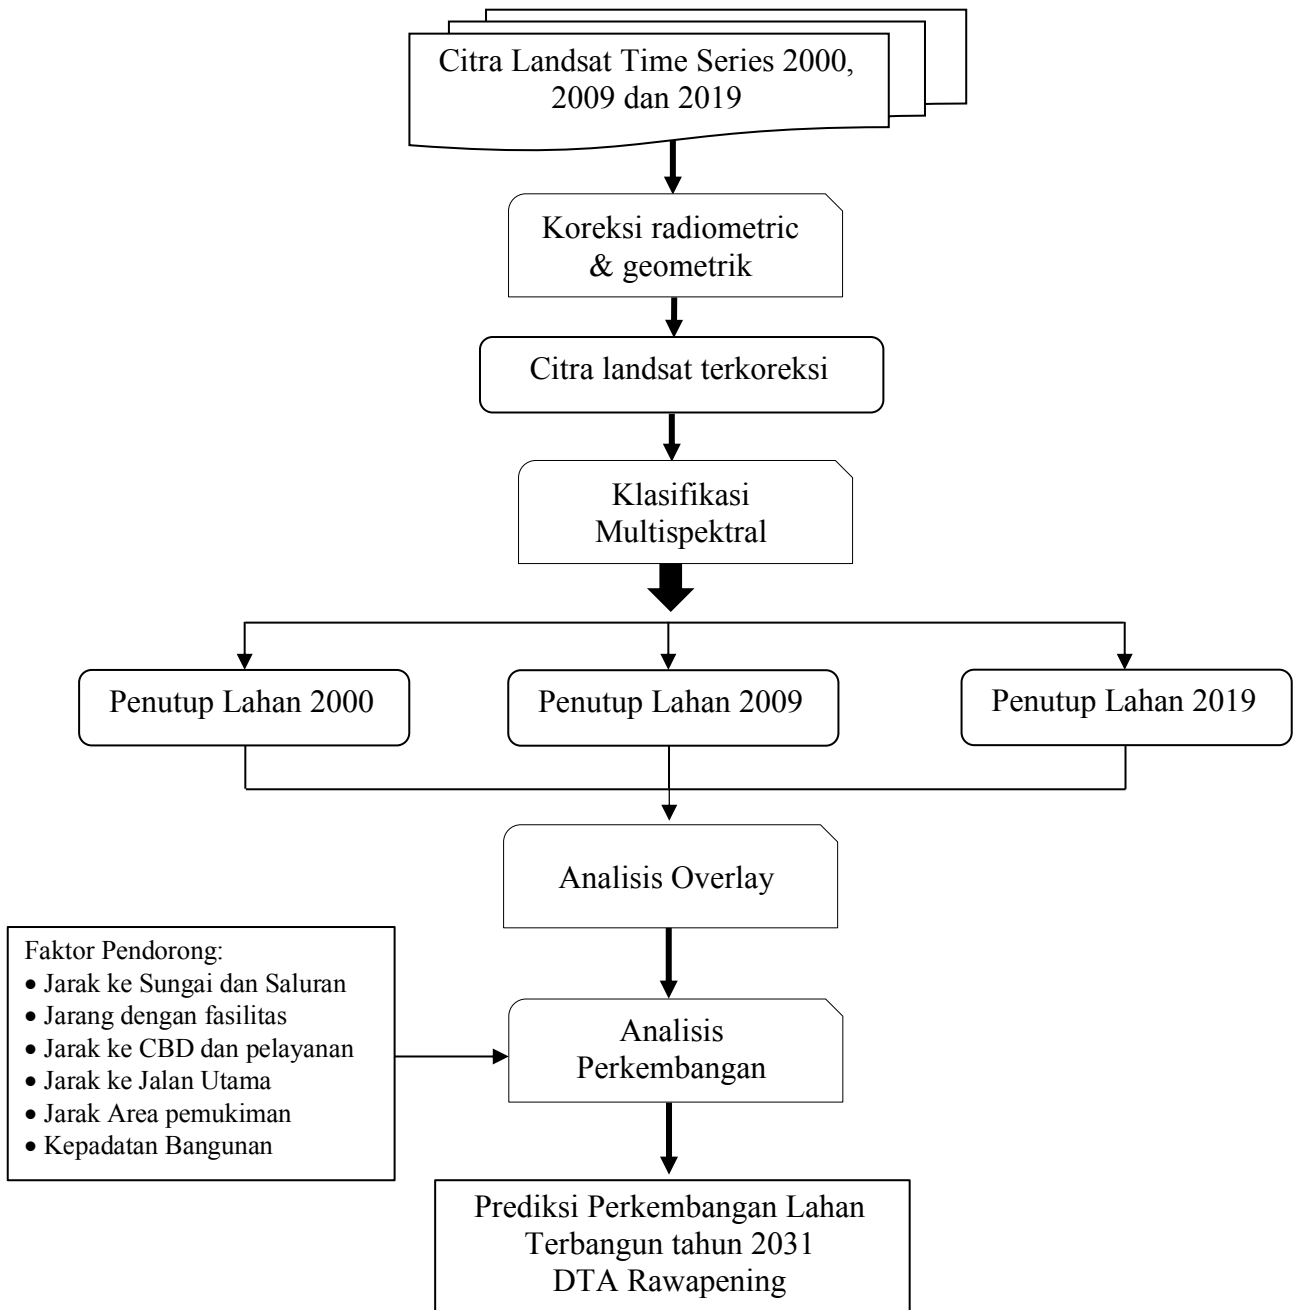 Citra Landsat Time Series 2000,
2009 dan 2019
Koreksi radiometric
& geometrik
Citra landsat terkoreksi
Klasifikasi
Multispektral
Penutup Lahan 2000
Penutup Lahan 2009
Penutup Lahan 2019
Analisis Overlay
Faktor Pendorong:
• Jarak ke Sungai dan Saluran
• Jarang dengan fasilitas
• Jarak ke CBD dan pelayanan
• Jarak ke Jalan Utama
• Jarak Area pemukiman
• Kepadatan Bangunan
Analisis
Perkembangan
Prediksi Perkembangan Lahan
Terbangun tahun 2031
DTA Rawapening